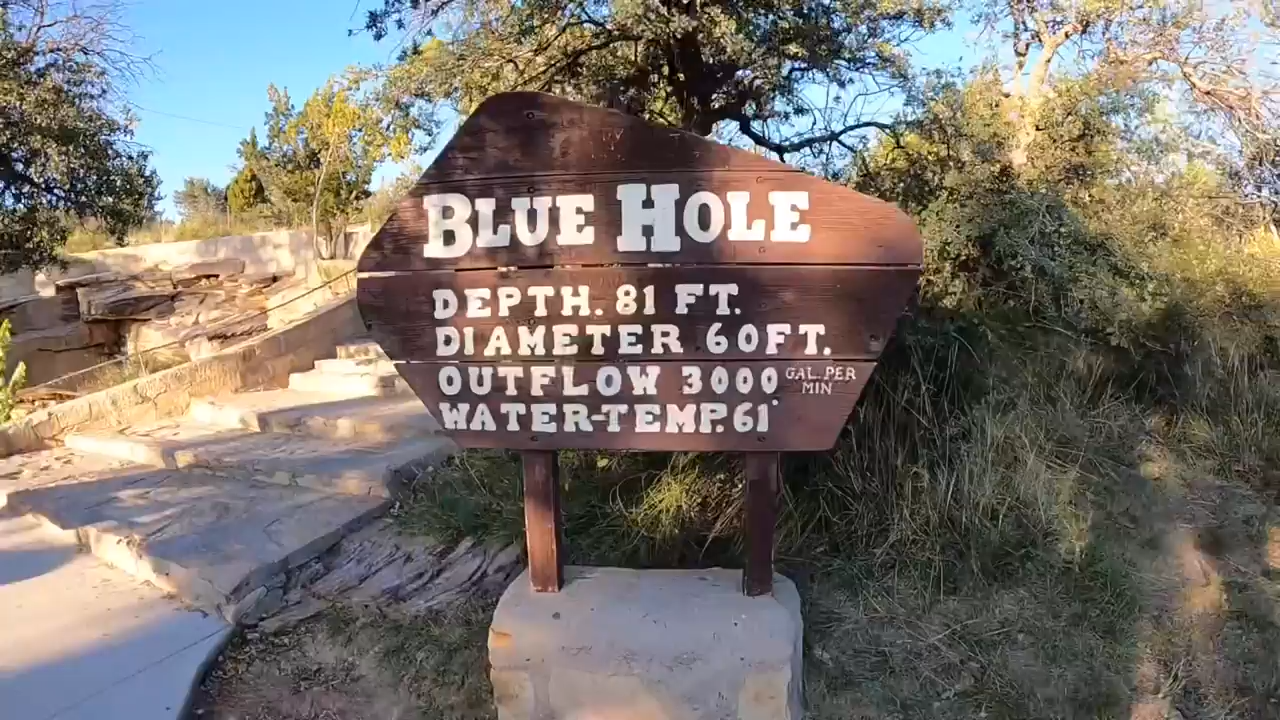 BLUE HOLE
DEPTH. 81 FT.
DIAMETER 60FT.
OUTFLOW 3000 GAL. PER MIN
WATER-TEMP. 61°